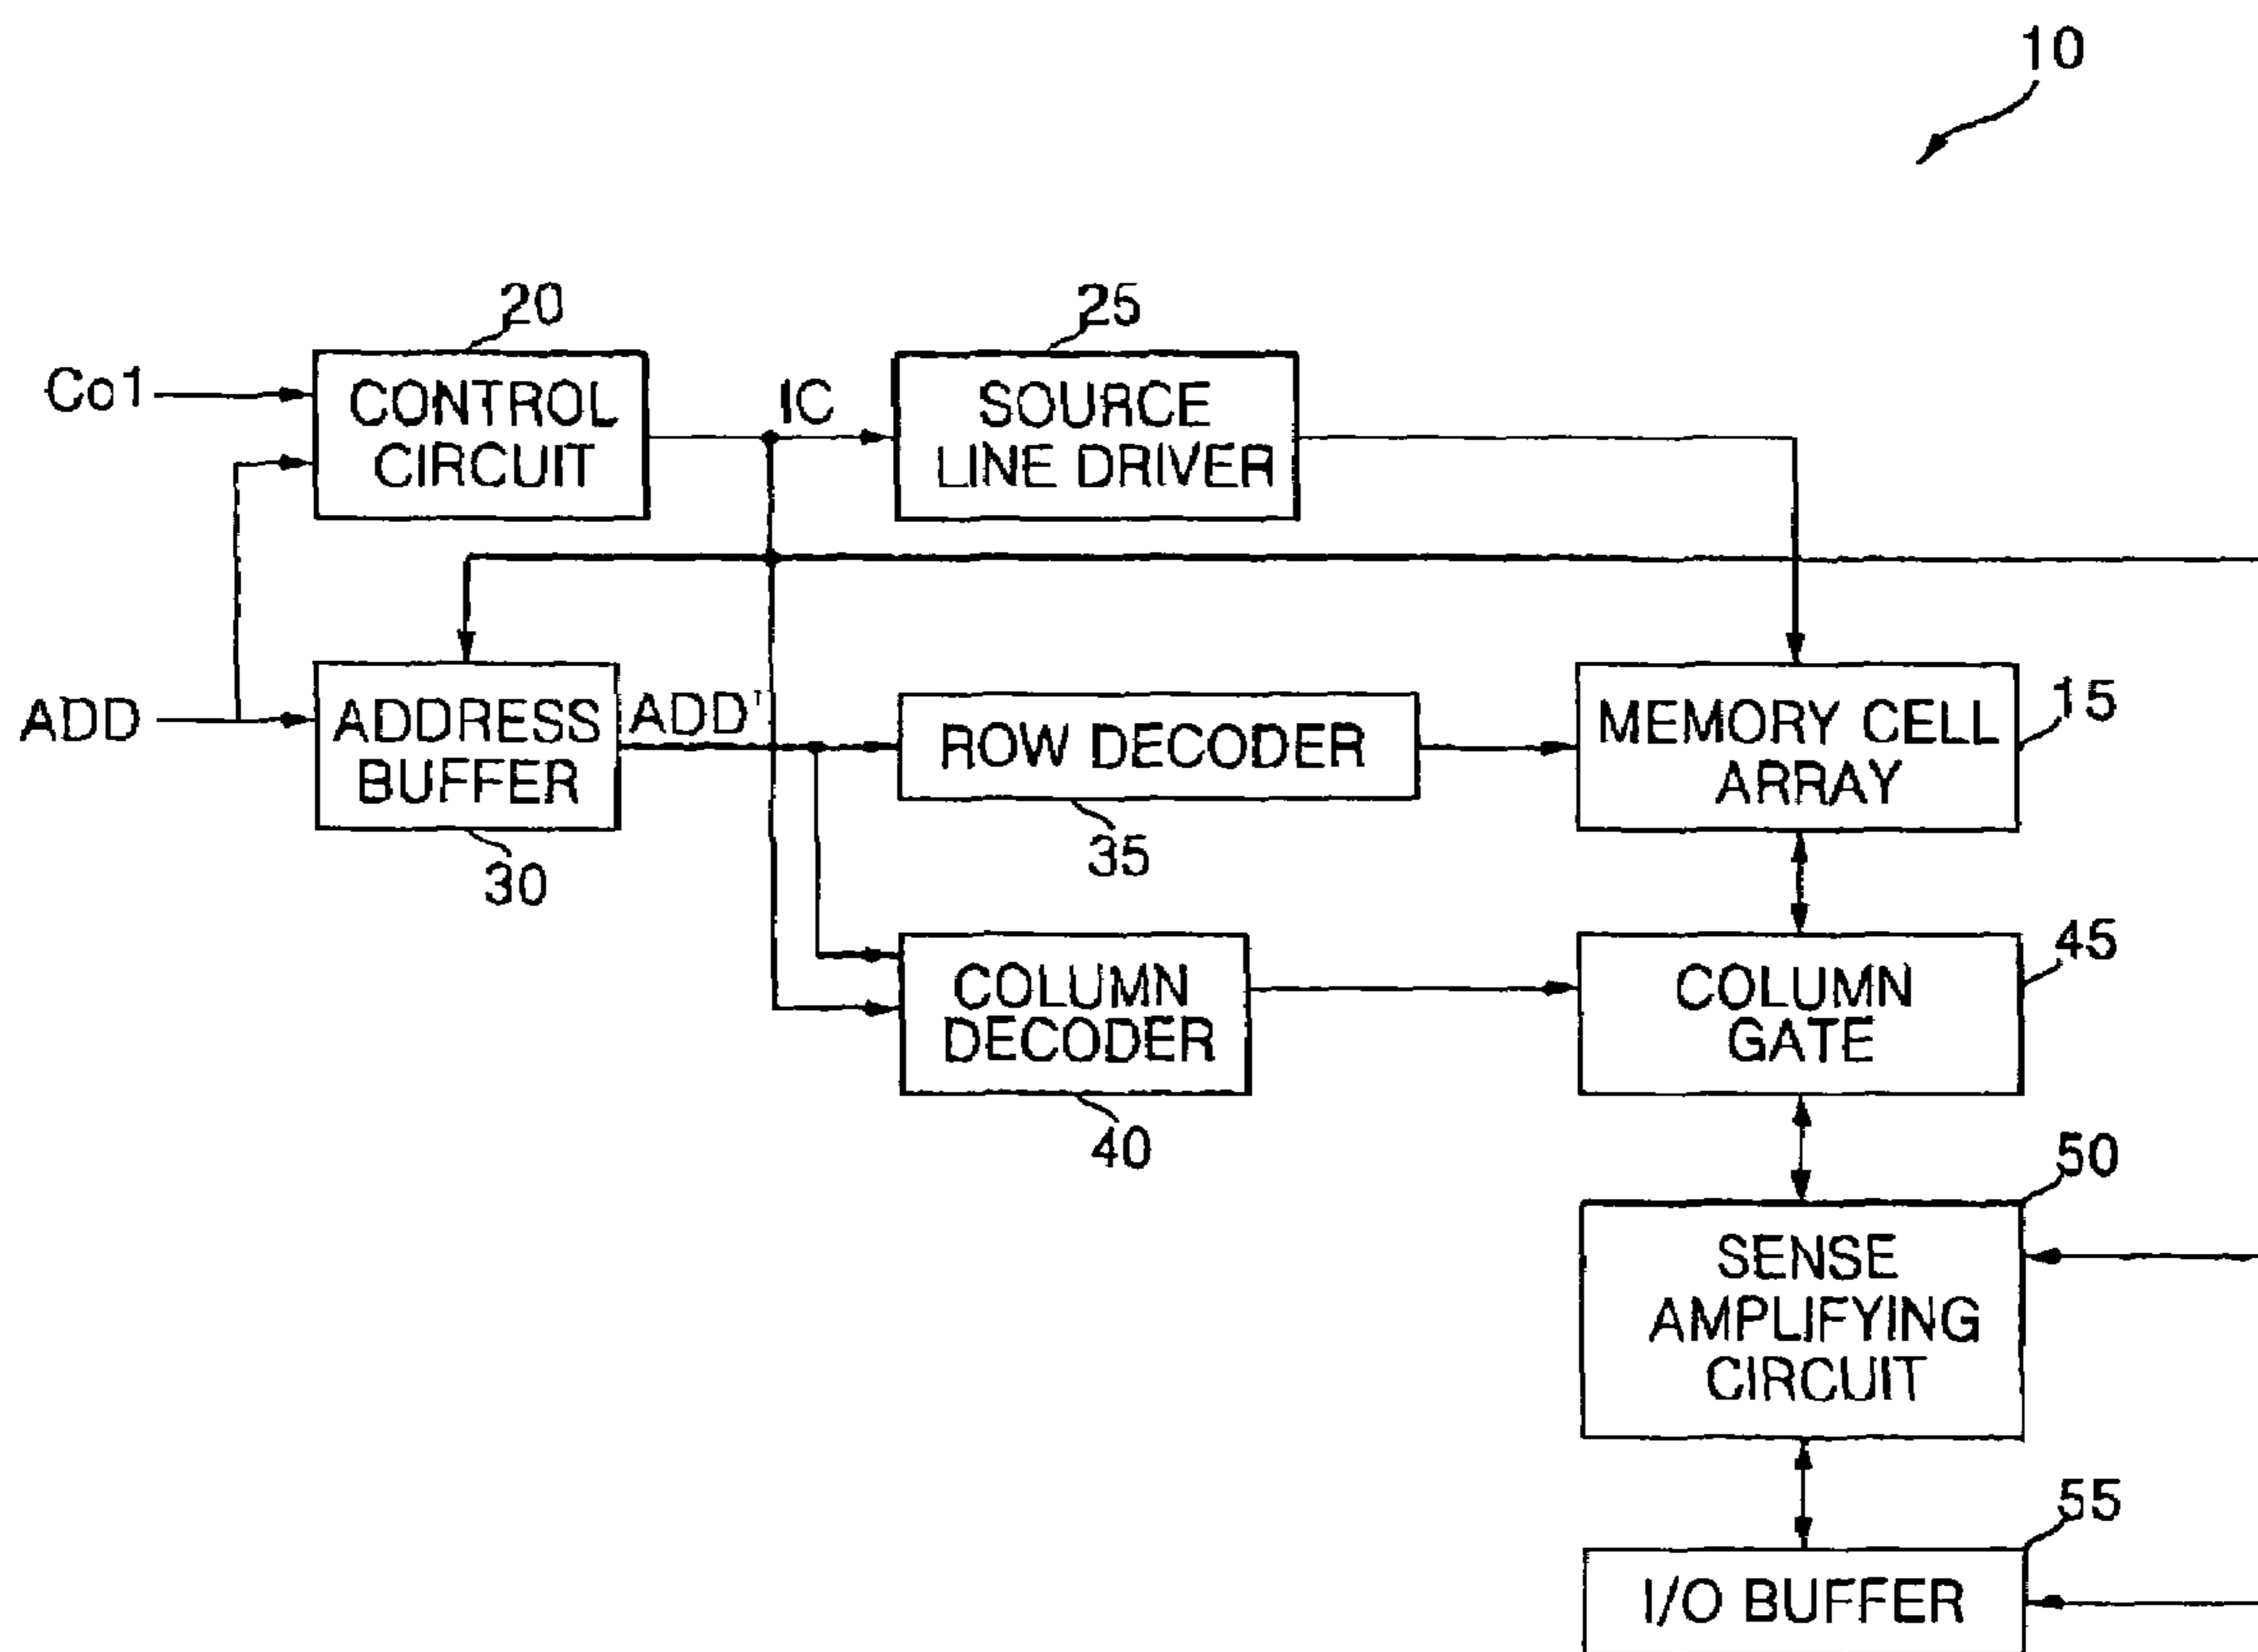 10
20
25
Co1
CONTROL
CIRCUIT
IC
SOURCE
LINE DRIVER
ADD
ADDRESS
BUFFER
30
ADD'
ROW DECODER
35
MEMORY CELL
ARRAY
15
COLUMN
DECODER
40
COLUMN
GATE
45
50
SENSE
AMPLIFYING
CIRCUIT
55
I/O BUFFER